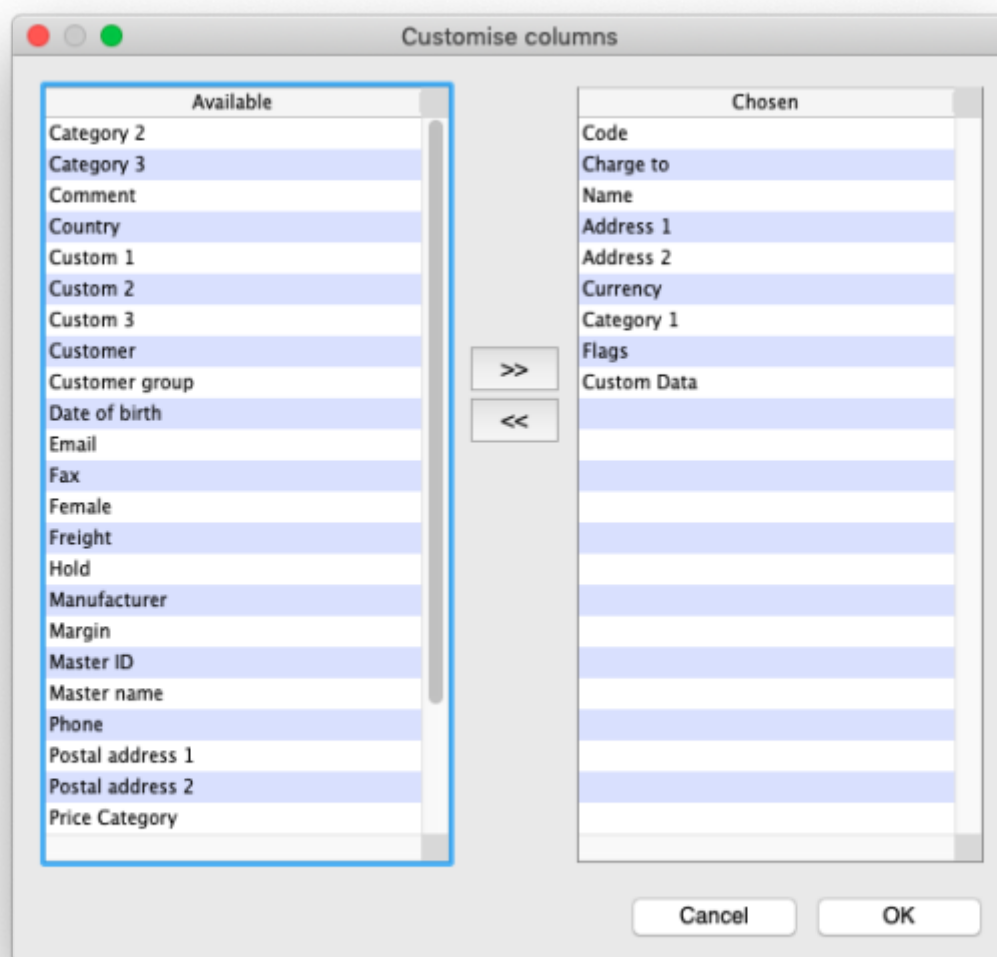 Customise columns
Available
Category 2
Category 3
Comment
Country
Custom 1
Custom 2
Custom 3
Customer
Customer group
Date of birth
Email
Fax
Female
Freight
Hold
Manufacturer
Margin
Master ID
Master name
Phone
Postal address 1
Postal address 2
Price Category
>>
<<
Chosen
Code
Charge to
Name
Address 1
Address 2
Currency
Category 1
Flags
Custom Data
Cancel
OK